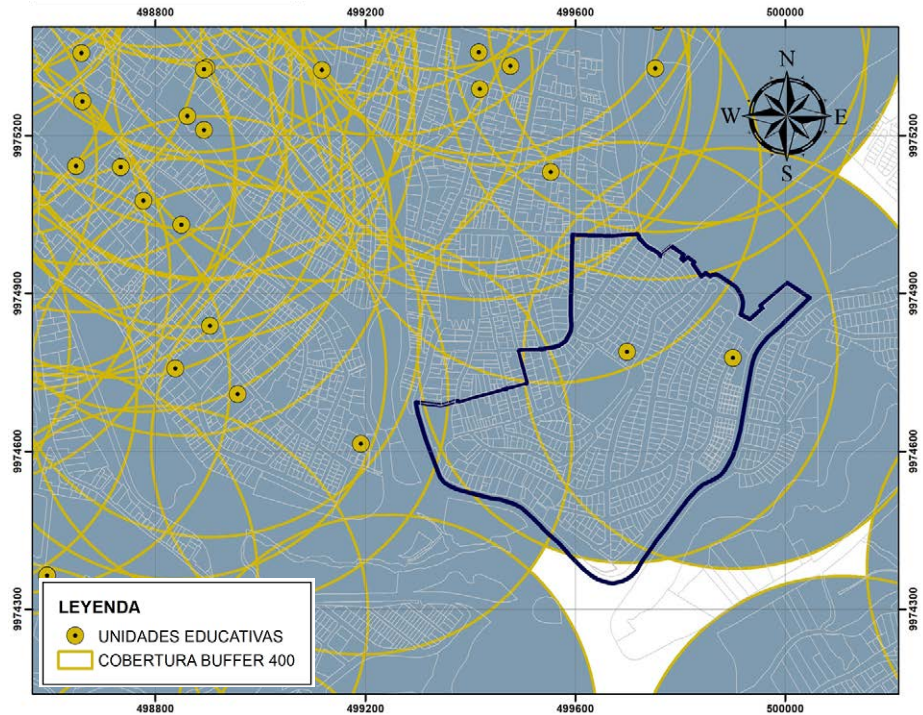 498800 499200 499600 500000
N
W E
S
9975200 9975200
9974900 9974900
9974600 9974600
9974300 9974300
LEYENDA
UNIDADES EDUCATIVAS
COBERTURA BUFFER 400
498800 499200 499600 500000